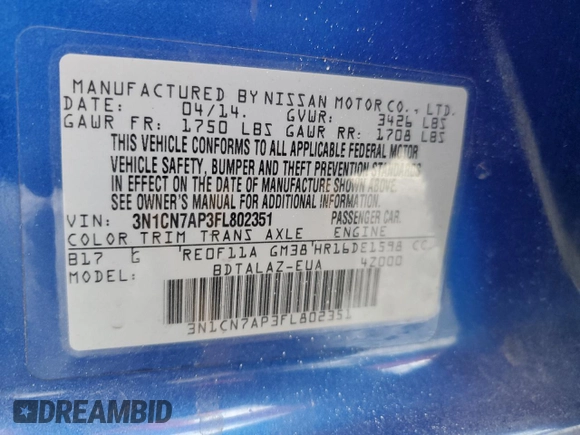 MANUFACTURED BY NISSAN MOTOR CO., LTD.
DATE: 04/14. GVWR: 3426 LBS
GAWR FR: 1750 LBS GAWR RR: 1708 LBS
THIS VEHICLE CONFORMS TO ALL APPLICABLE FEDERAL MOTOR
VEHICLE SAFETY, BUMPER AND THEFT PREVENTION STANDARDS
IN EFFECT ON THE DATE OF MANUFACTURE SHOWN ABOVE.
SEE OWNER'S MANUAL FOR ADDITIONAL INFORMATION.
VIN: 3N1CN7AP3FL802351 PASSENGER CAR.
COLOR TRIM TRANS AXLE ENGINE
B17 G 'RE0F11A GM38'HR16DE1598 CC
MODEL: BDTALAZ-EUA 4Z000
3N1CN7AP3FL802351
DREAMBID